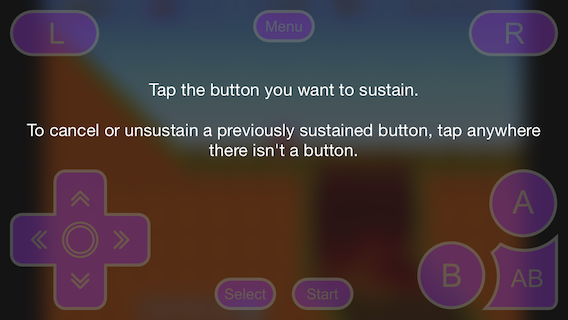 L
Menu
R
Tap the button you want to sustain.
To cancel or unsustain a previously sustained button, tap anywhere
there isn't a button.
A
B
AB
Select
Start